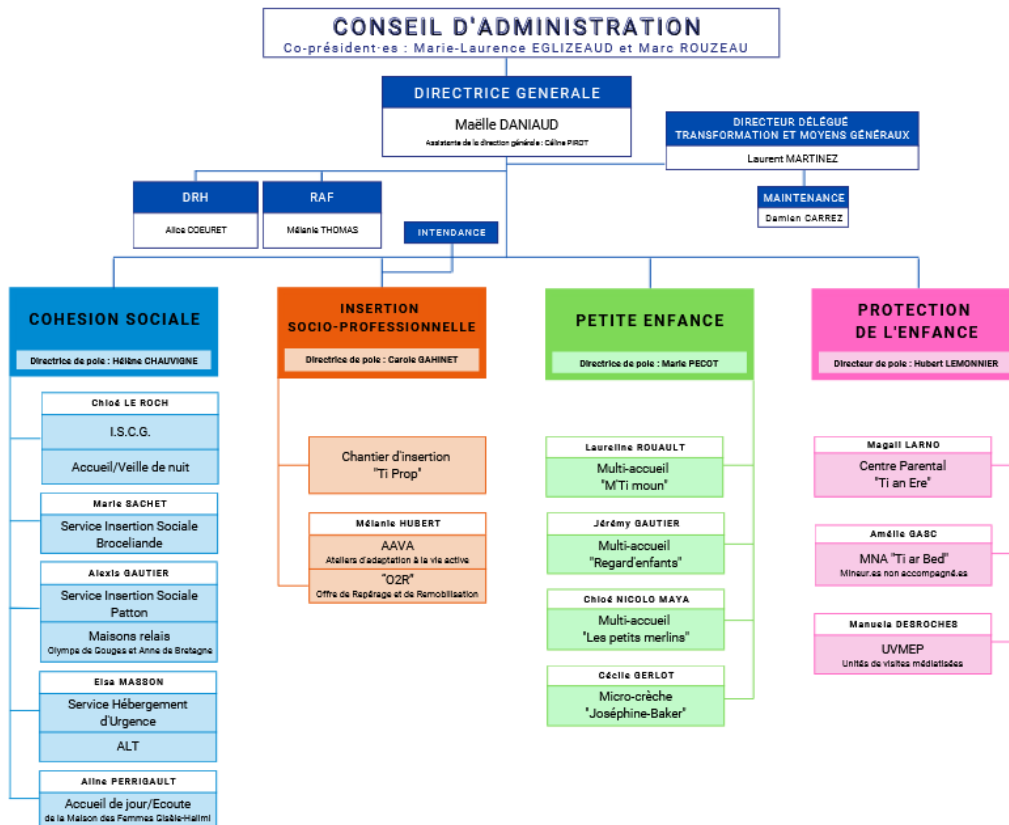 CONSEIL D'ADMINISTRATION
Co-président·es : Marie-Laurence EGLIZEAUD et Marc ROUZEAU
DIRECTRICE GENERALE
Maëlle DANIAUD
Assistante de la direction générale : Céline PIROT
DIRECTEUR DÉLÉGUÉ
TRANSFORMATION ET MOYENS GÉNÉRAUX
Laurent MARTINEZ
MAINTENANCE
Damien CARREZ
DRH
Alice COEURET
RAF
Mélanie THOMAS
INTENDANCE
COHESION SOCIALE
Directrice de pole : Hélène CHAUVIGNE
Chloé LE ROCH
I.S.C.G.
Accueil/Veille de nuit
Marie SACHET
Service Insertion Sociale
Broceliande
Alexis GAUTIER
Service Insertion Sociale
Patton
Maisons relais
Olympe de Gouges et Anne de Bretagne
Elsa MASSON
Service Hébergement
d'Urgence
ALT
Aline PERRIGAULT
Accueil de jour/Ecoute
de la Maison des Femmes Gisèle-Halimi
INSERTION
SOCIO-PROFESSIONNELLE
Directrice de pole : Carole GAHINET
Chantier d'insertion
"Ti Prop"
Mélanie HUBERT
AAVA
Ateliers d'adaptation à la vie active
"O2R"
Offre de Repérage et de Remobilisation
PETITE ENFANCE
Directrice de pole : Marie PECOT
Laureline ROUAULT
Multi-accueil
"M'Ti moun"
Jérémy GAUTIER
Multi-accueil
"Regard'enfants"
Chloé NICOLO MAYA
Multi-accueil
"Les petits merlins"
Cécile GERLOT
Micro-crèche
"Joséphine-Baker"
PROTECTION
DE L'ENFANCE
Directeur de pole : Hubert LEMONNIER
Magali LARNO
Centre Parental
"Ti an Ere"
Amélie GASC
MNA "Ti ar Bed"
Mineur.es non accompagné.es
Manuela DESROCHES
UVMEP
Unités de visites médiatisées